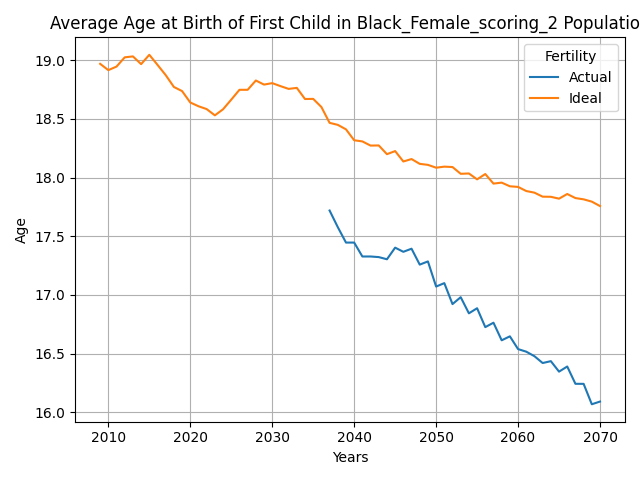 Average Age at Birth of First Child in Black_Female_scoring_2 Populatio
Fertility
Actual
Ideal
Age
19.0
18.5
18.0
17.5
17.0
16.5
16.0
2010 2020 2030 2040 2050 2060 2070
Years